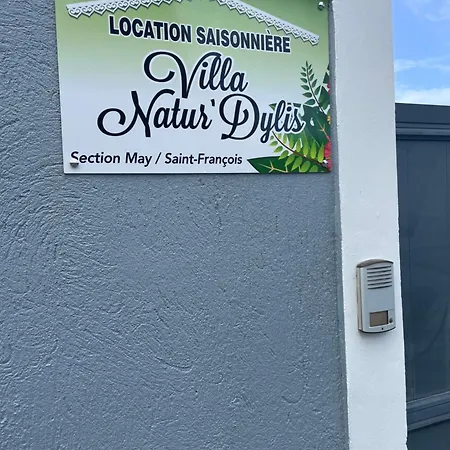 LOCATION SAISONNIÈRE
Villa
Natur'Dylis
Section May / Saint-François